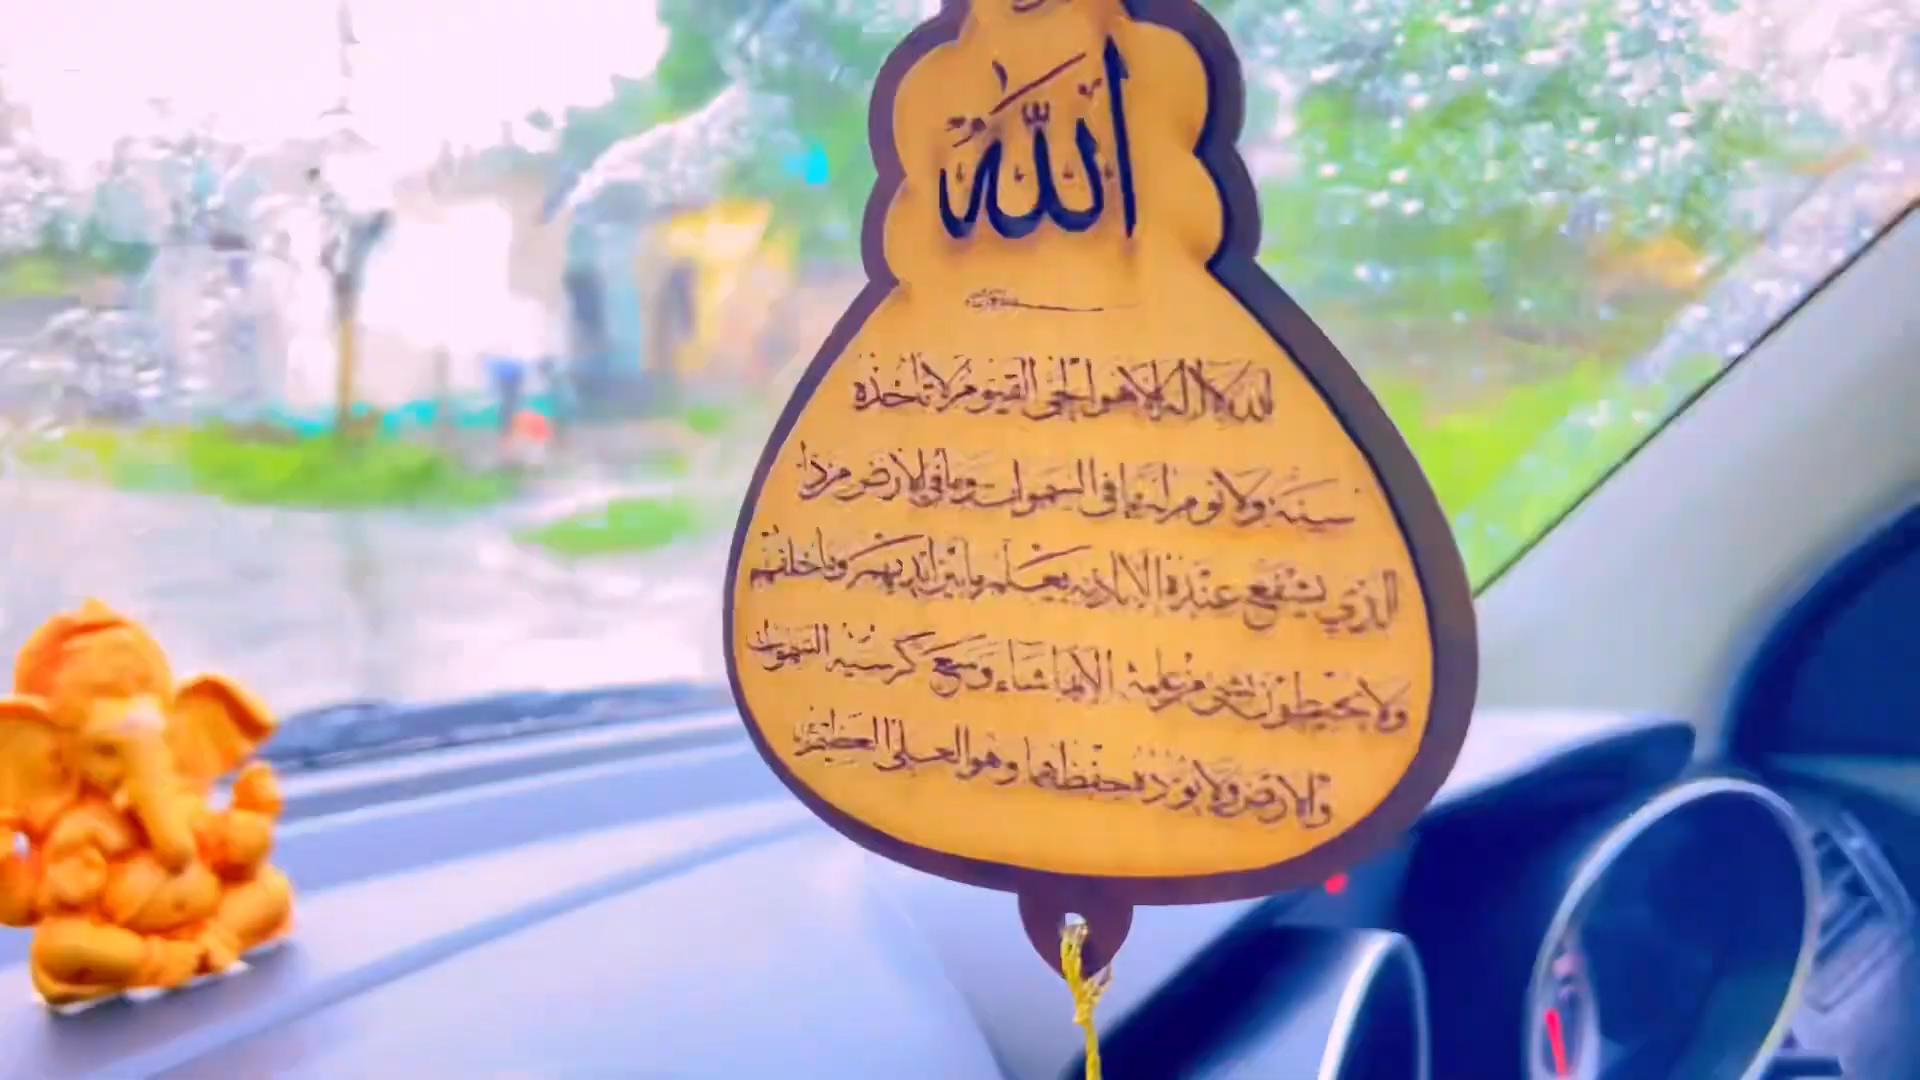 الله
الله لا اله الا هو الحي القيوم لا تأخذه
سنة ولا نوم له ما في السموات وما في الارض من ذا
الذي يشفع عنده الا باذنه يعلم ما بين ايديهم وما خلفهم
ولا يحيطون بشئ من علمه الا بما شاء وسع كرسيه السموات
والارض ولا يؤده حفظهما وهو العلي العظيم